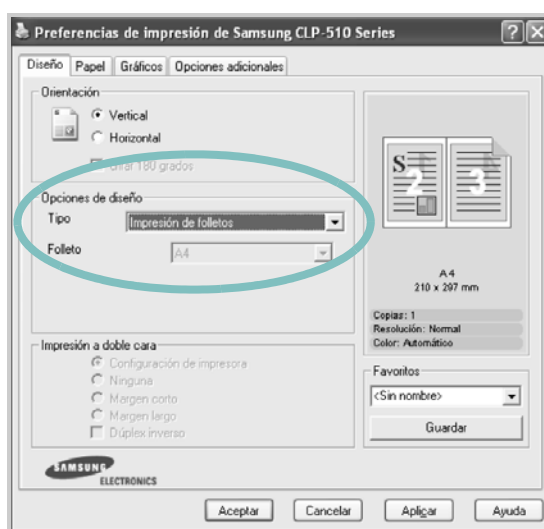 Preferencias de impresión de Samsung CLP-510 Series
Diseño Papel Gráficos Opciones adicionales
Orientación
Vertical
Horizontal
Girar 180 grados
Opciones de diseño
Tipo Impresión de folletos
Folleto A4
Impresión a doble cara
Configuración de impresora
Ninguna
Margen corto
Margen largo
Dúplex inverso
SAMSUNG
ELECTRONICS
S
2 3
A4
210 x 297 mm
Copias: 1
Resolución: Normal
Color: Automático
Favoritos
<Sin nombre>
Guardar
Aceptar Cancelar Aplicar Ayuda